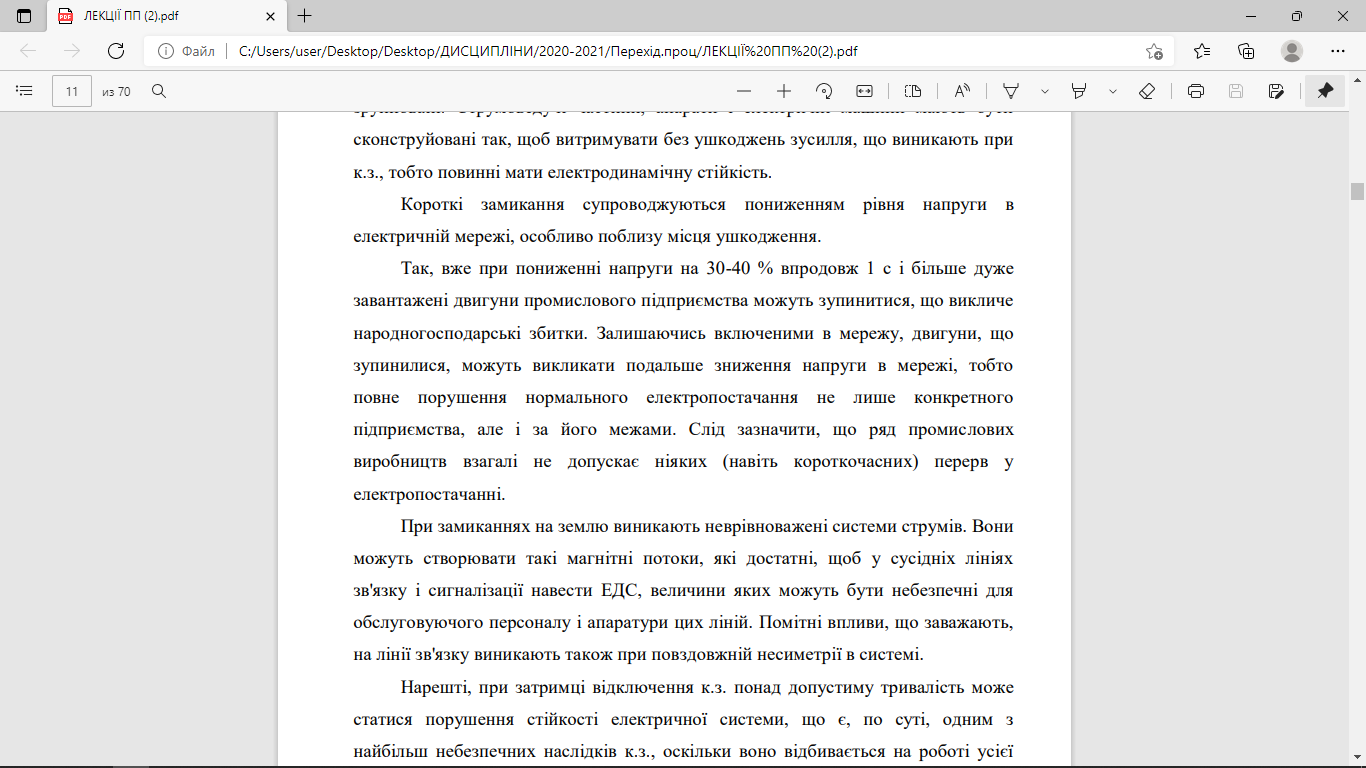 ЛЕКЦІЇ ПП (2).pdf
Файл C:/Users/user/Desktop/Desktop/ДИСЦИПЛІНИ/2020-2021/Перехід.проц/ЛЕКЦІЇ%20ПП%20(2).pdf
11 из 70
сконструйовані так, щоб витримувати без ушкоджень зусилля, що виникають при
к.з., тобто повинні мати електродинамічну стійкість.
Короткі замикання супроводжуються пониженням рівня напруги в
електричній мережі, особливо поблизу місця ушкодження.
Так, вже при пониженні напруги на 30-40 % впродовж 1 с і більше дуже
завантажені двигуни промислового підприємства можуть зупинитися, що викличе
народногосподарські збитки. Залишаючись включеними в мережу, двигуни, що
зупинилися, можуть викликати подальше зниження напруги в мережі, тобто
повне порушення нормального електропостачання не лише конкретного
підприємства, але і за його межами. Слід зазначити, що ряд промислових
виробництв взагалі не допускає ніяких (навіть короткочасних) перерв у
електропостачанні.
При замиканнях на землю виникають неврівноважені системи струмів. Вони
можуть створювати такі магнітні потоки, які достатні, щоб у сусідніх лініях
зв'язку і сигналізації навести ЕДС, величини яких можуть бути небезпечні для
обслуговуючого персоналу і апаратури цих ліній. Помітні впливи, що заважають,
на лінії зв'язку виникають також при повздовжній несиметрії в системі.
Нарешті, при затримці відключення к.з. понад допустиму тривалість може
статися порушення стійкості електричної системи, що є, по суті, одним з
найбільш небезпечних наслідків к.з., оскільки воно відбивається на роботі усієї